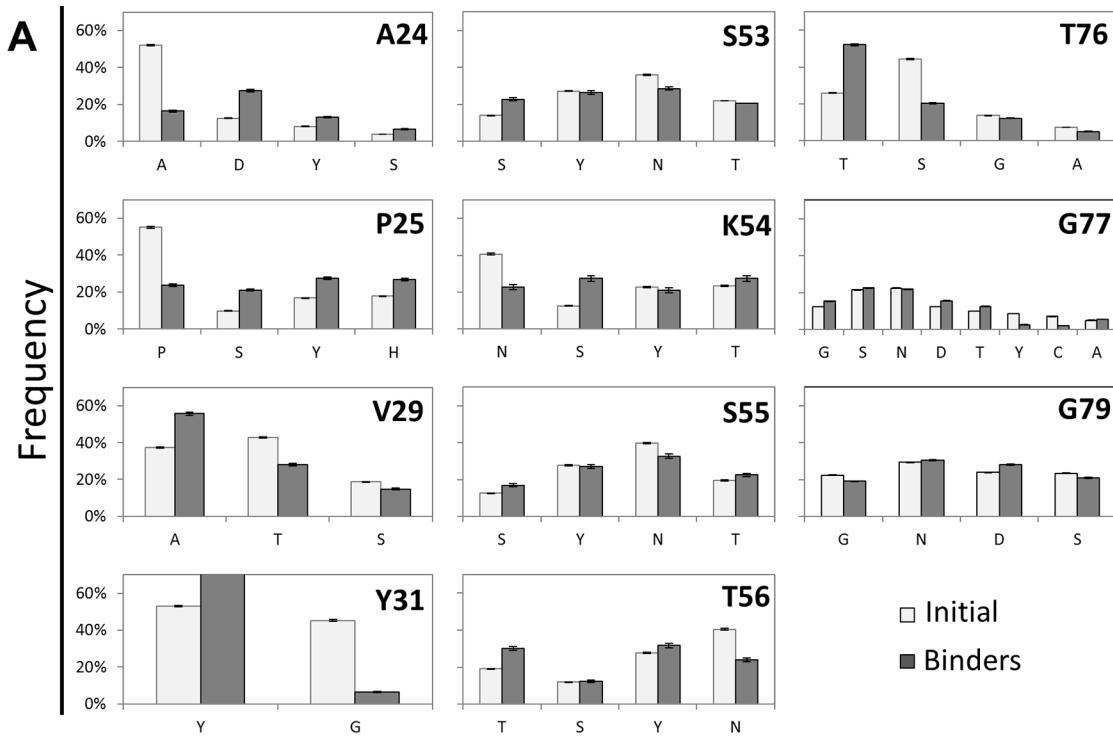 A
Frequency
A24
60%
40%
20%
0%
A D Y S
S53
S Y N T
T76
T S G A
P25
60%
40%
20%
0%
P S Y H
K54
N S Y T
G77
G S N D T Y C A
V29
60%
40%
20%
0%
A T S
S55
S Y N T
G79
G N D S
Y31
60%
40%
20%
0%
Y G
T56
T S Y N
Initial
Binders